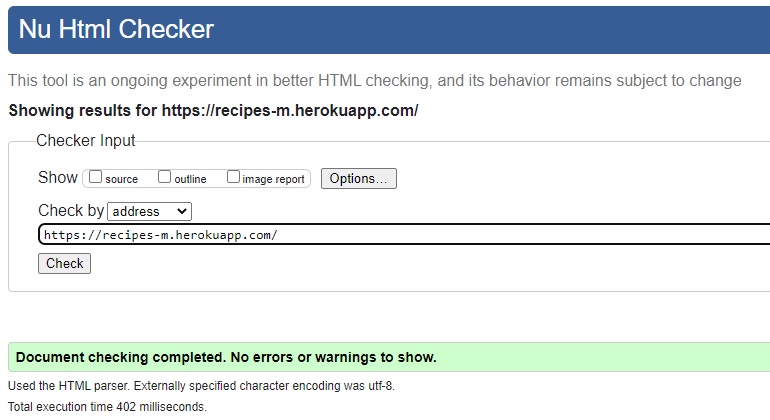 Nu Html Checker
This tool is an ongoing experiment in better HTML checking, and its behavior remains subject to change
Showing results for https://recipes-m.herokuapp.com/
Checker Input
Show source outline image report Options...
Check by address
https://recipes-m.herokuapp.com/
Check
Document checking completed. No errors or warnings to show.
Used the HTML parser. Externally specified character encoding was utf-8.
Total execution time 402 milliseconds.